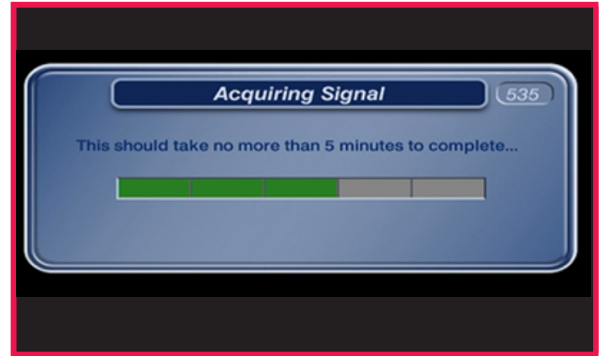 Acquiring Signal
535
This should take no more than 5 minutes to complete...